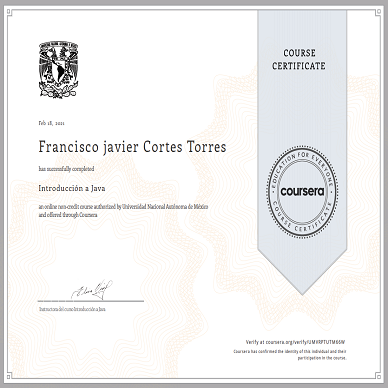 COURSE
CERTIFICATE
Feb 18, 2021
Francisco javier Cortes Torres
has successfully completed
Introducción a Java
an online non-credit course authorized by Universidad Nacional Autónoma de México
and offered through Coursera
EDUCATION FOR EVERYONE
coursera
COURSE CERTIFICATE
Instructora del curso Introducción a Java
Verify at coursera.org/verify/UMVRPTUTMX6W
Coursera has confirmed the identity of this individual and their
participation in the course.